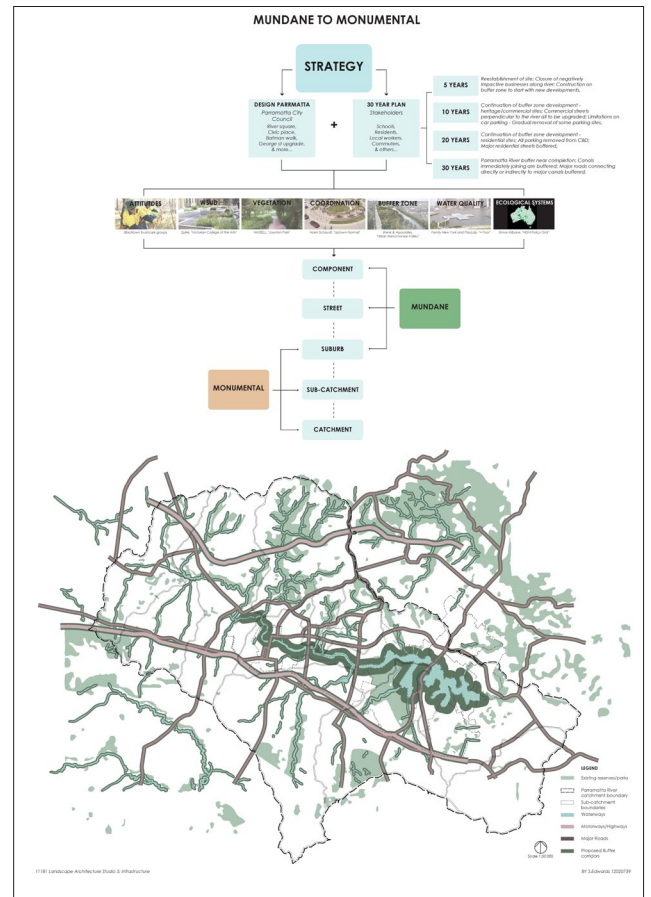 MUNDANE TO MONUMENTAL
STRATEGY
DESIGN PARRMATTA
Parramatta City
Council
River square,
Civic place,
Batman walk,
George st upgrade,
& more...
+
30 YEAR PLAN
Stakeholders
Schools,
Residents,
Local workers,
Commuters,
& others...
5 YEARS
Reestablishment of site: Closure of negatively
impactive businesses along river; Construction on
buffer zone to start with new developments.
10 YEARS
Continuation of buffer zone development -
heritage/commercial sites; Commercial streets
perpendicular to the river all to be upgraded; Limitations on
car parking - Gradual removal of some parking sites.
20 YEARS
Continuation of buffer zone development -
residential sites; All parking removed from CBD;
Major residential streets buffered.
30 YEARS
Parramatta River buffer near completion; Canals
immediately joining are buffered; Major roads connecting
directly or indirectly to major canals buffered.
ATTITUDES
WSUD
VEGETATION
COORDINATION
BUFFER ZONE
WATER QUALITY
ECOLOGICAL SYSTEMS
COMPONENT
STREET
MUNDANE
SUBURB
MONUMENTAL
SUB-CATCHMENT
CATCHMENT
LEGEND
Existing reserves/parks
Parramatta River
catchment boundary
Sub-catchment
boundaries
Waterways
Motorways/Highways
Major Roads
Proposed Buffer
corridors
11181 Landscape Architecture Studio 5: Infrastructure
BY S.Edwards 12020739